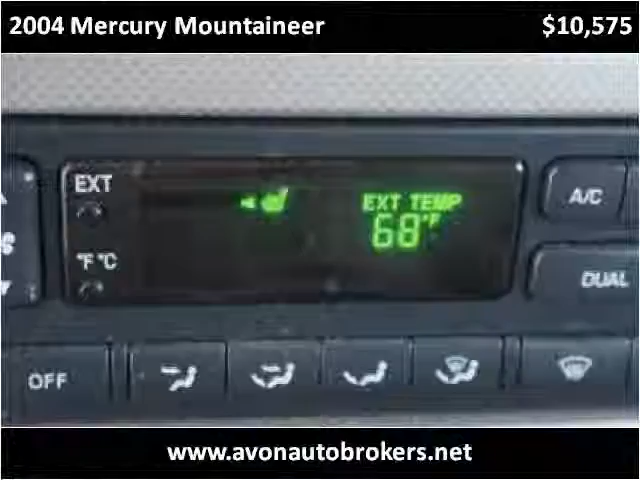 2004 Mercury Mountaineer $10,575
EXT
EXT TEMP
68°F
A/C
°F °C
DUAL
OFF
www.avonautobrokers.net